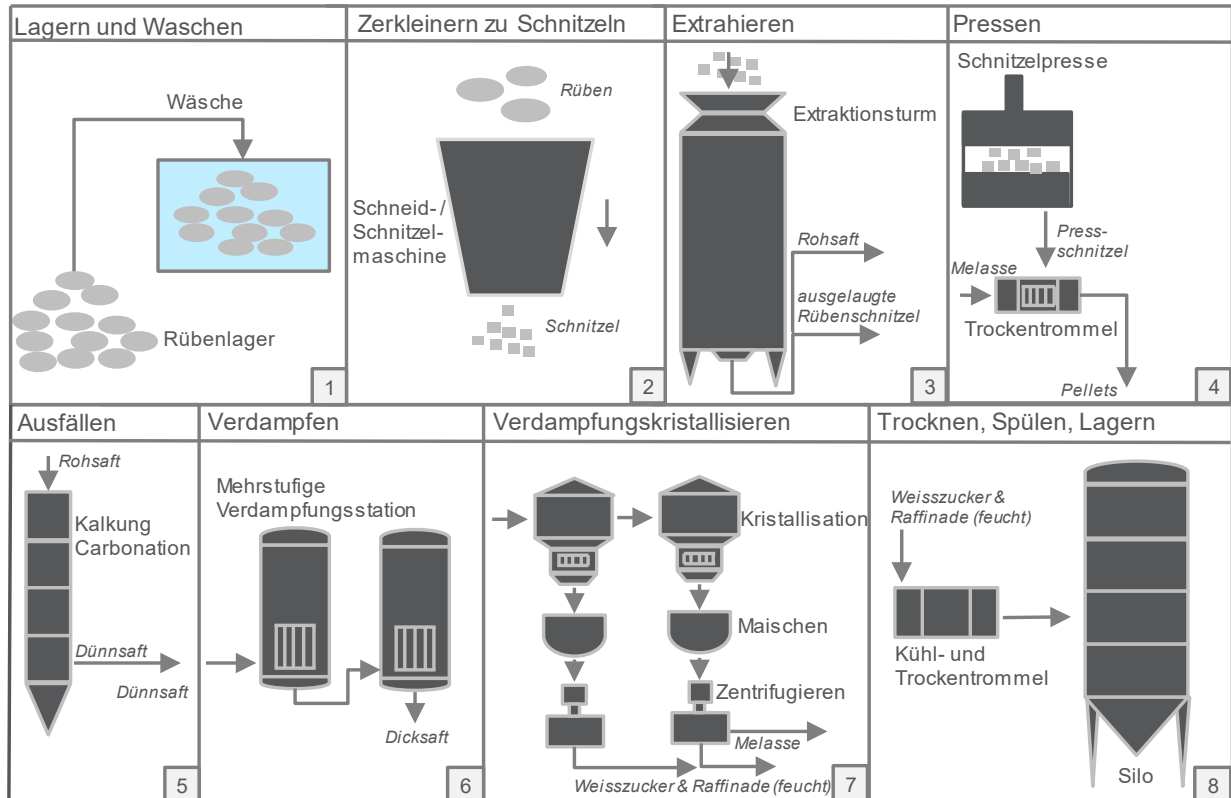 Lagern und Waschen
Wäsche
Rübenlager
1
Zerkleinern zu Schnitzeln
Rüben
Schneid-/
Schnitzel-
maschine
Schnitzel
2
Extrahieren
Extraktionsturm
Rohsaft
ausgelaugte
Rübenschnitzel
3
Pressen
Schnitzelpresse
Press-
schnitzel
Melasse
Trockentrommel
Pellets
4
Ausfällen
Rohsaft
Kalkung
Carbonation
Dünnsaft
Dünnsaft
5
Verdampfen
Mehrstufige
Verdampfungsstation
Dicksaft
6
Verdampfungskristallisieren
Kristallisation
Maischen
Zentrifugieren
Melasse
Weisszucker & Raffinade (feucht)
7
Trocknen, Spülen, Lagern
Weisszucker &
Raffinade (feucht)
Kühl- und
Trockentrommel
Silo
8